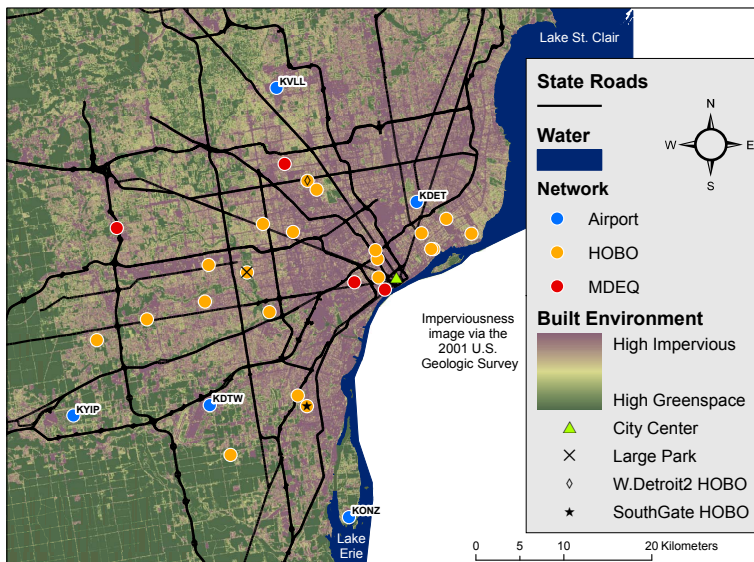 Lake St. Clair
KVLL
KDET
KYIP
KDTW
KONZ
Lake
Erie
Imperviousness
image via the
2001 U.S.
Geologic Survey
State Roads
Water
Network
Airport
HOBO
MDEQ
Built Environment
High Impervious
High Greenspace
City Center
Large Park
W.Detroit2 HOBO
SouthGate HOBO
N
W
E
S
0 5 10 20 Kilometers